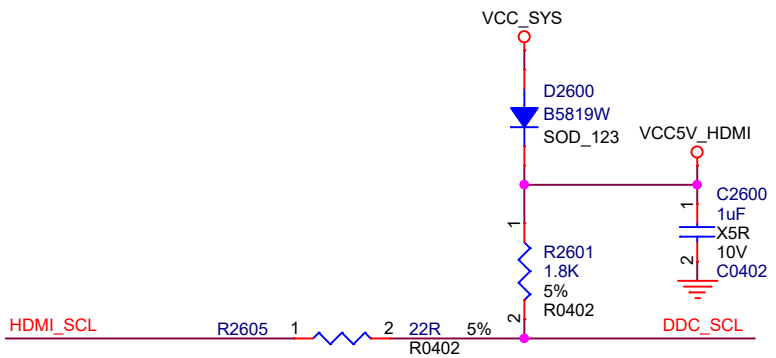 VCC_SYS
D2600
B5819W
SOD_123
VCC5V_HDMI
1
C2600
1uF
X5R
10V
C0402
2
1
R2601
1.8K
5%
R0402
2
HDMI_SCL
R2605 1 2 22R 5%
R0402
DDC_SCL